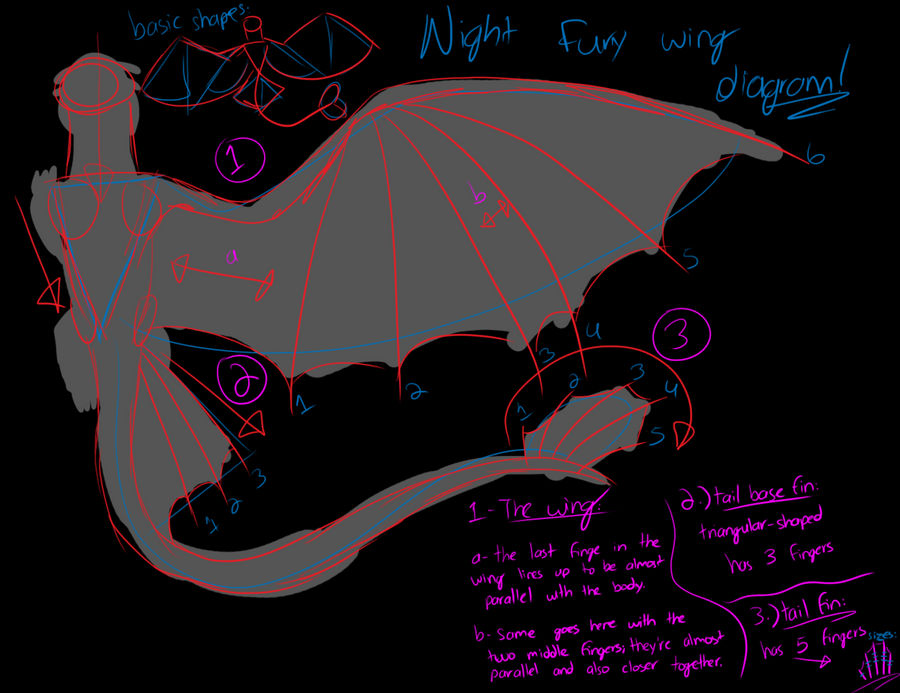 basic shapes:
Night Fury wing
diagram!
1
a
b
6
5
4
3
2
1
2
1
2
3
3
1
2
3
4
5
1- The wing:
a- the last finge in the
wing lines up to be almost
parallel with the body.
b- Same goes here with the
two middle fingers; they're almost
parallel and also closer together.
2.) tail base fin:
triangular-shaped
has 3 fingers
3.) tail fin:
has 5 fingers
sizes: